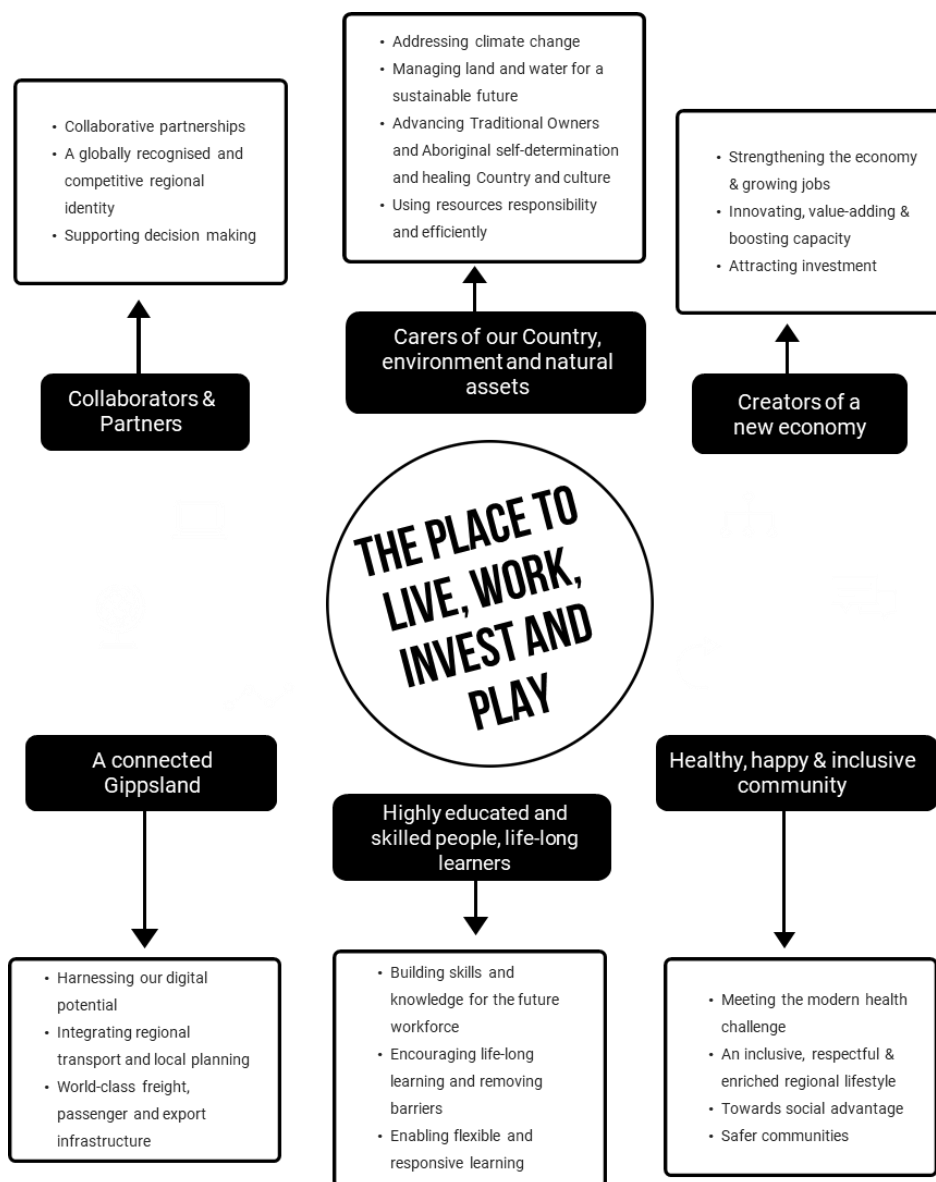 • Collaborative partnerships
• A globally recognised and
competitive regional
identity
• Supporting decision making
Collaborators &
Partners
• Addressing climate change
• Managing land and water for a
sustainable future
• Advancing Traditional Owners
and Aboriginal self-determination
and healing Country and culture
• Using resources responsibility
and efficiently
Carers of our Country,
environment and natural
assets
• Strengthening the economy
& growing jobs
• Innovating, value-adding &
boosting capacity
• Attracting investment
Creators of a
new economy
THE PLACE TO
LIVE, WORK,
INVEST AND
PLAY
A connected
Gippsland
• Harnessing our digital
potential
• Integrating regional
transport and local planning
• World-class freight,
passenger and export
infrastructure
Highly educated and
skilled people, life-long
learners
• Building skills and
knowledge for the future
workforce
• Encouraging life-long
learning and removing
barriers
• Enabling flexible and
responsive learning
Healthy, happy & inclusive
community
• Meeting the modern health
challenge
• An inclusive, respectful &
enriched regional lifestyle
• Towards social advantage
• Safer communities